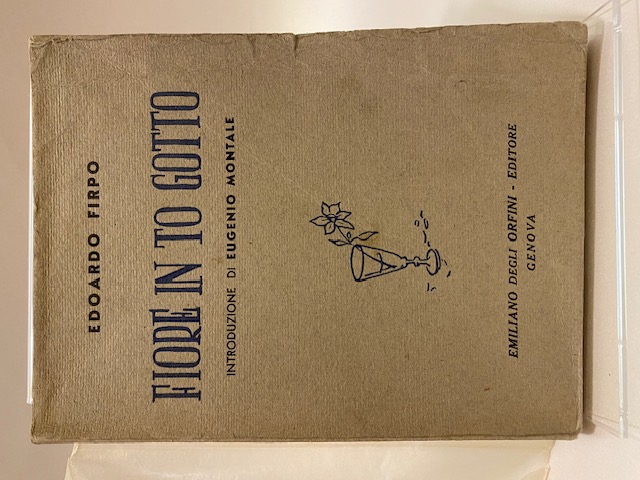 EDOARDO FIRPO
FIORE IN TO GOTTO
INTRODUZIONE DI EUGENIO MONTALE
EMILIANO DEGLI ORFINI - EDITORE
GENOVA